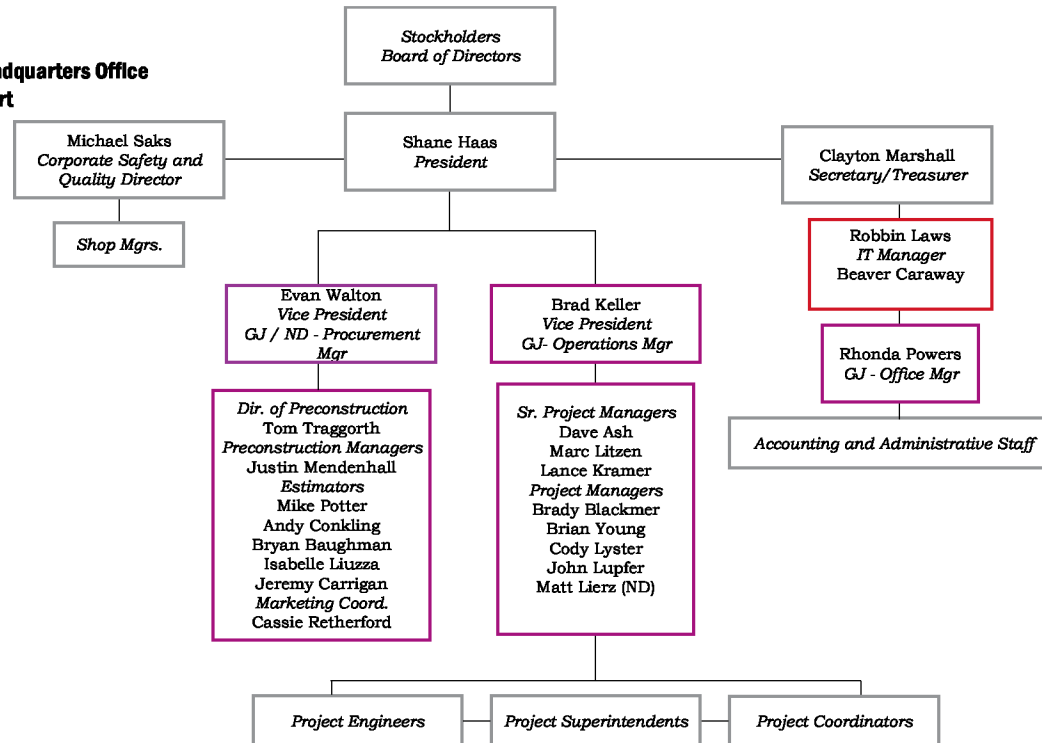 Stockholders
Board of Directors
dquarters Office
rt
Michael Saks
Corporate Safety and
Quality Director
Shane Haas
President
Clayton Marshall
Secretary/Treasurer
Shop Mgrs.
Robbin Laws
IT Manager
Beaver Caraway
Evan Walton
Vice President
GJ / ND - Procurement
Mgr
Brad Keller
Vice President
GJ- Operations Mgr
Rhonda Powers
GJ - Office Mgr
Dir. of Preconstruction
Tom Traggorth
Preconstruction Managers
Justin Mendenhall
Estimators
Mike Potter
Andy Conkling
Bryan Baughman
Isabelle Liuzza
Jeremy Carrigan
Marketing Coord.
Cassie Retherford
Sr. Project Managers
Dave Ash
Marc Litzen
Lance Kramer
Project Managers
Brady Blackmer
Brian Young
Cody Lyster
John Lupfer
Matt Lierz (ND)
Accounting and Administrative Staff
Project Engineers
Project Superintendents
Project Coordinators